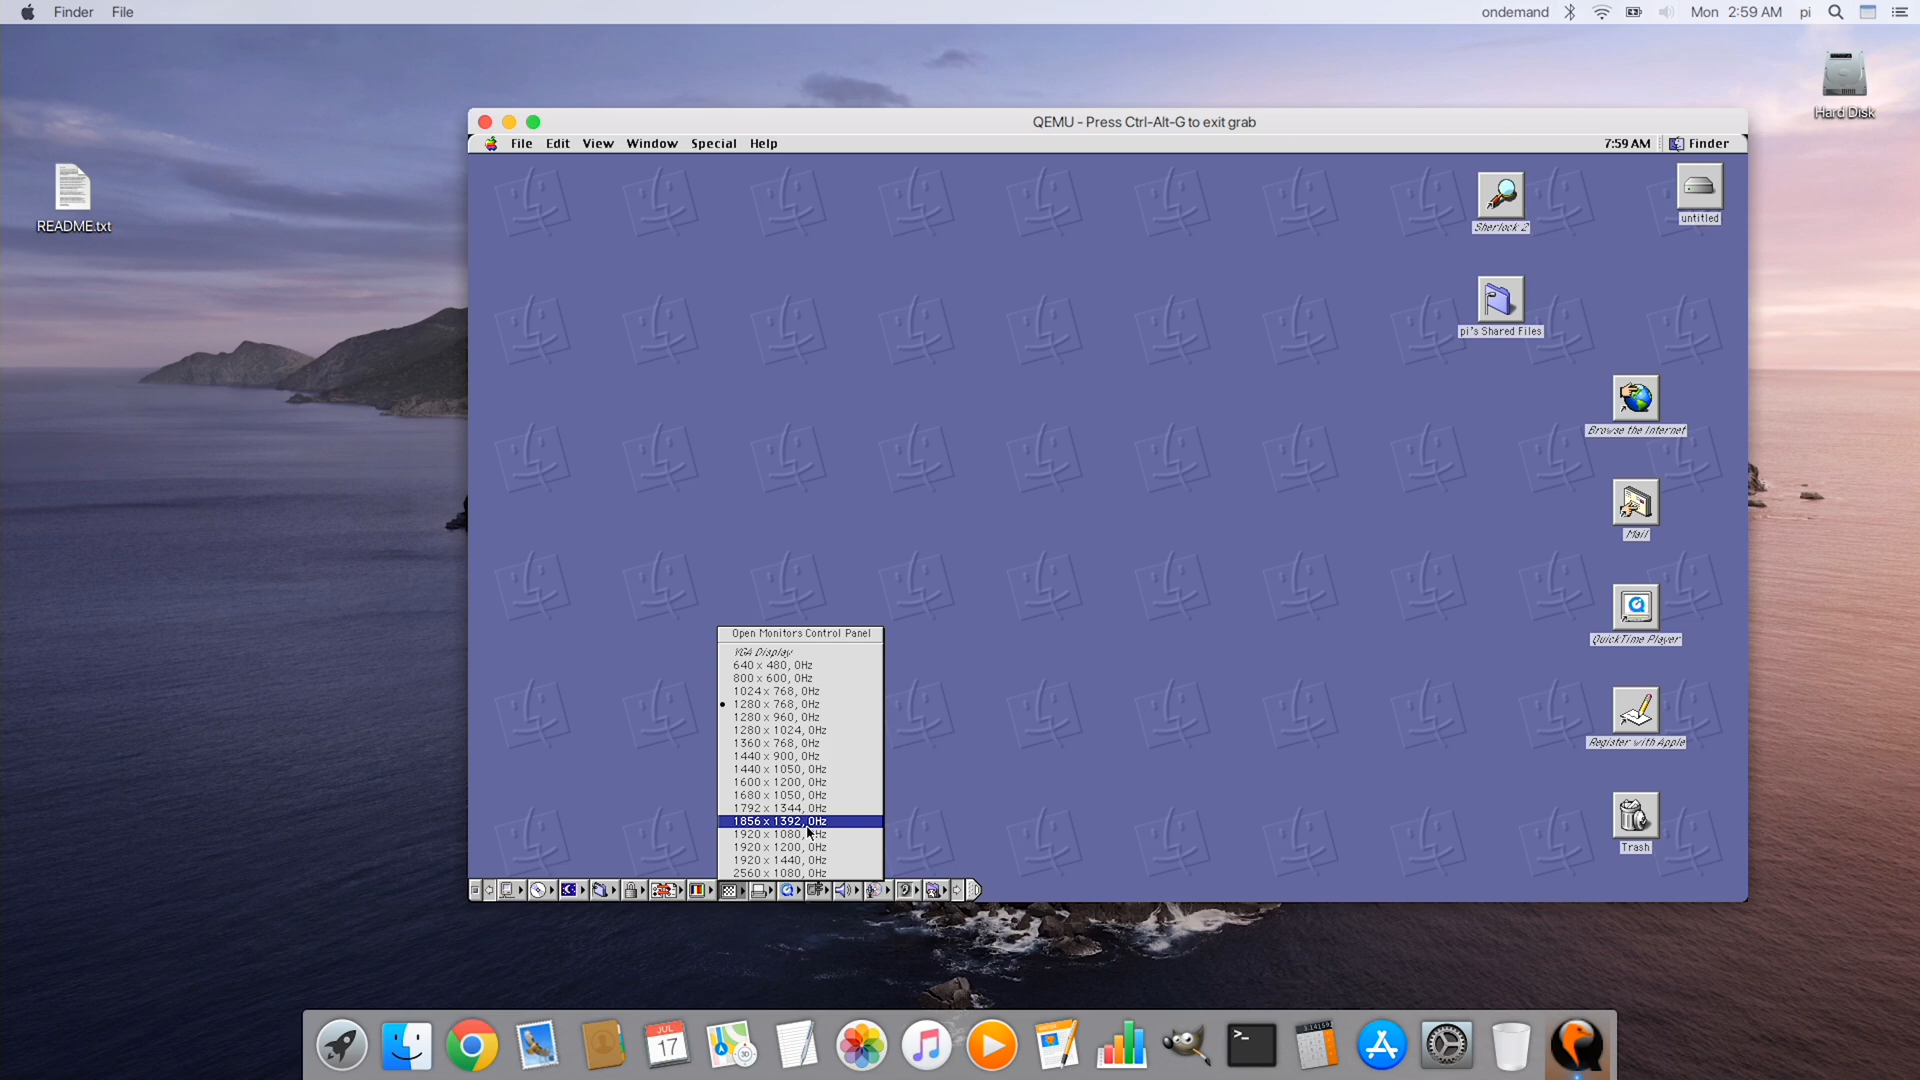 Finder File
ondemand Mon 2:59 AM pi
Hard Disk
README.txt
QEMU - Press Ctrl-Alt-G to exit grab
File Edit View Window Special Help
7:59 AM Finder
Sherlock 2
untitled
pi's Shared Files
Browse the Internet
Mail
QuickTime Player
Register with Apple
Trash
Open Monitors Control Panel
VGA Display
640 x 480, 0Hz
800 x 600, 0Hz
1024 x 768, 0Hz
1280 x 768, 0Hz
1280 x 960, 0Hz
1280 x 1024, 0Hz
1360 x 768, 0Hz
1440 x 900, 0Hz
1440 x 1050, 0Hz
1600 x 1200, 0Hz
1680 x 1050, 0Hz
1792 x 1344, 0Hz
1856 x 1392, 0Hz
1920 x 1080, 0Hz
1920 x 1200, 0Hz
1920 x 1440, 0Hz
2560 x 1080, 0Hz
JUL
17
3D
>_
3.14159